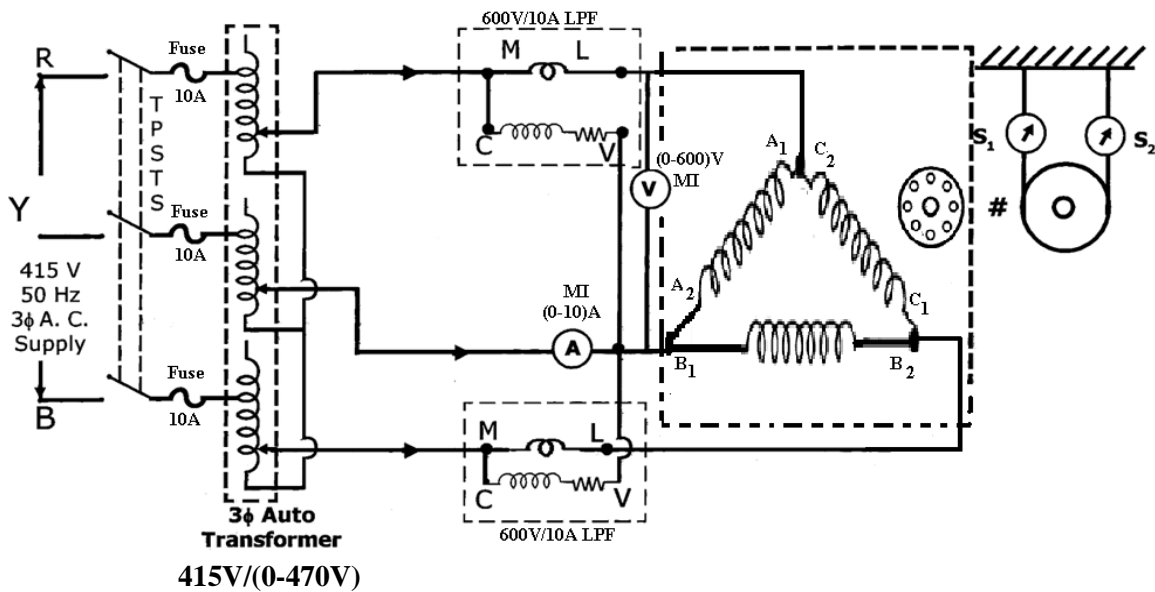 600V/10A LPF
R
Fuse
10A
M
L
C
V
TPSTS
Y
Fuse
10A
415 V
50 Hz
3ϕ A. C.
Supply
B
Fuse
10A
(0-600)V
MI
V
MI
(0-10)A
A
A1
C2
A2
C1
B1
B2
S1
S2
#
M
L
C
V
600V/10A LPF
3ϕ Auto
Transformer
415V/(0-470V)